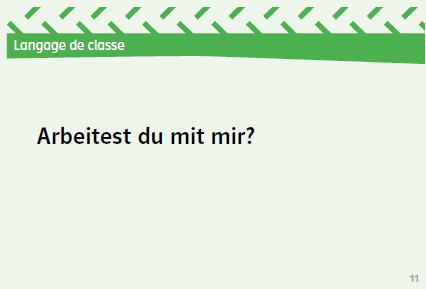 Langage de classe
Arbeitest du mit mir?
11